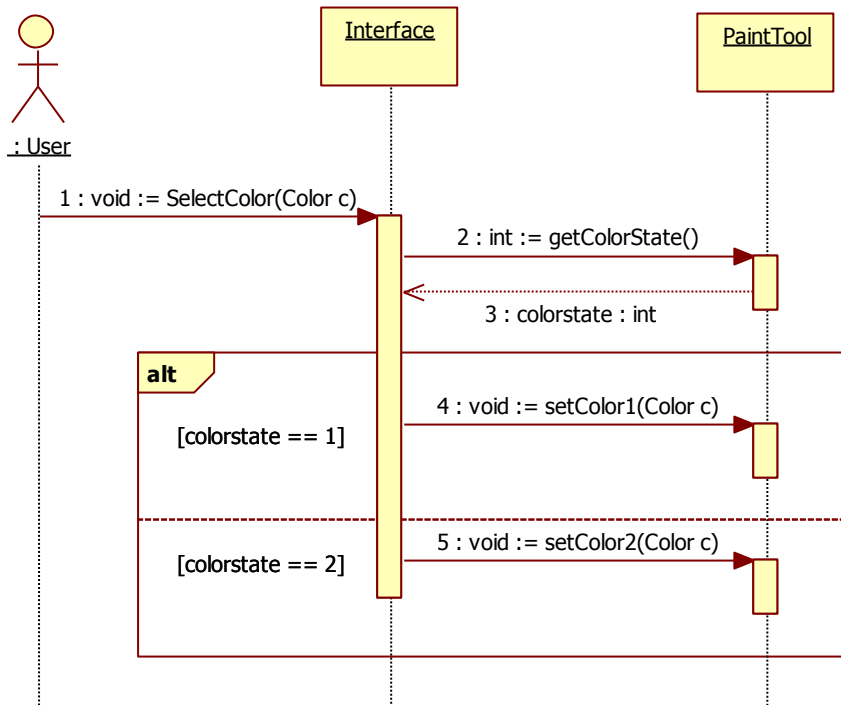 Interface
PaintTool
: User
1 : void := SelectColor(Color c)
2 : int := getColorState()
3 : colorstate : int
alt
4 : void := setColor1(Color c)
[colorstate == 1]
5 : void := setColor2(Color c)
[colorstate == 2]